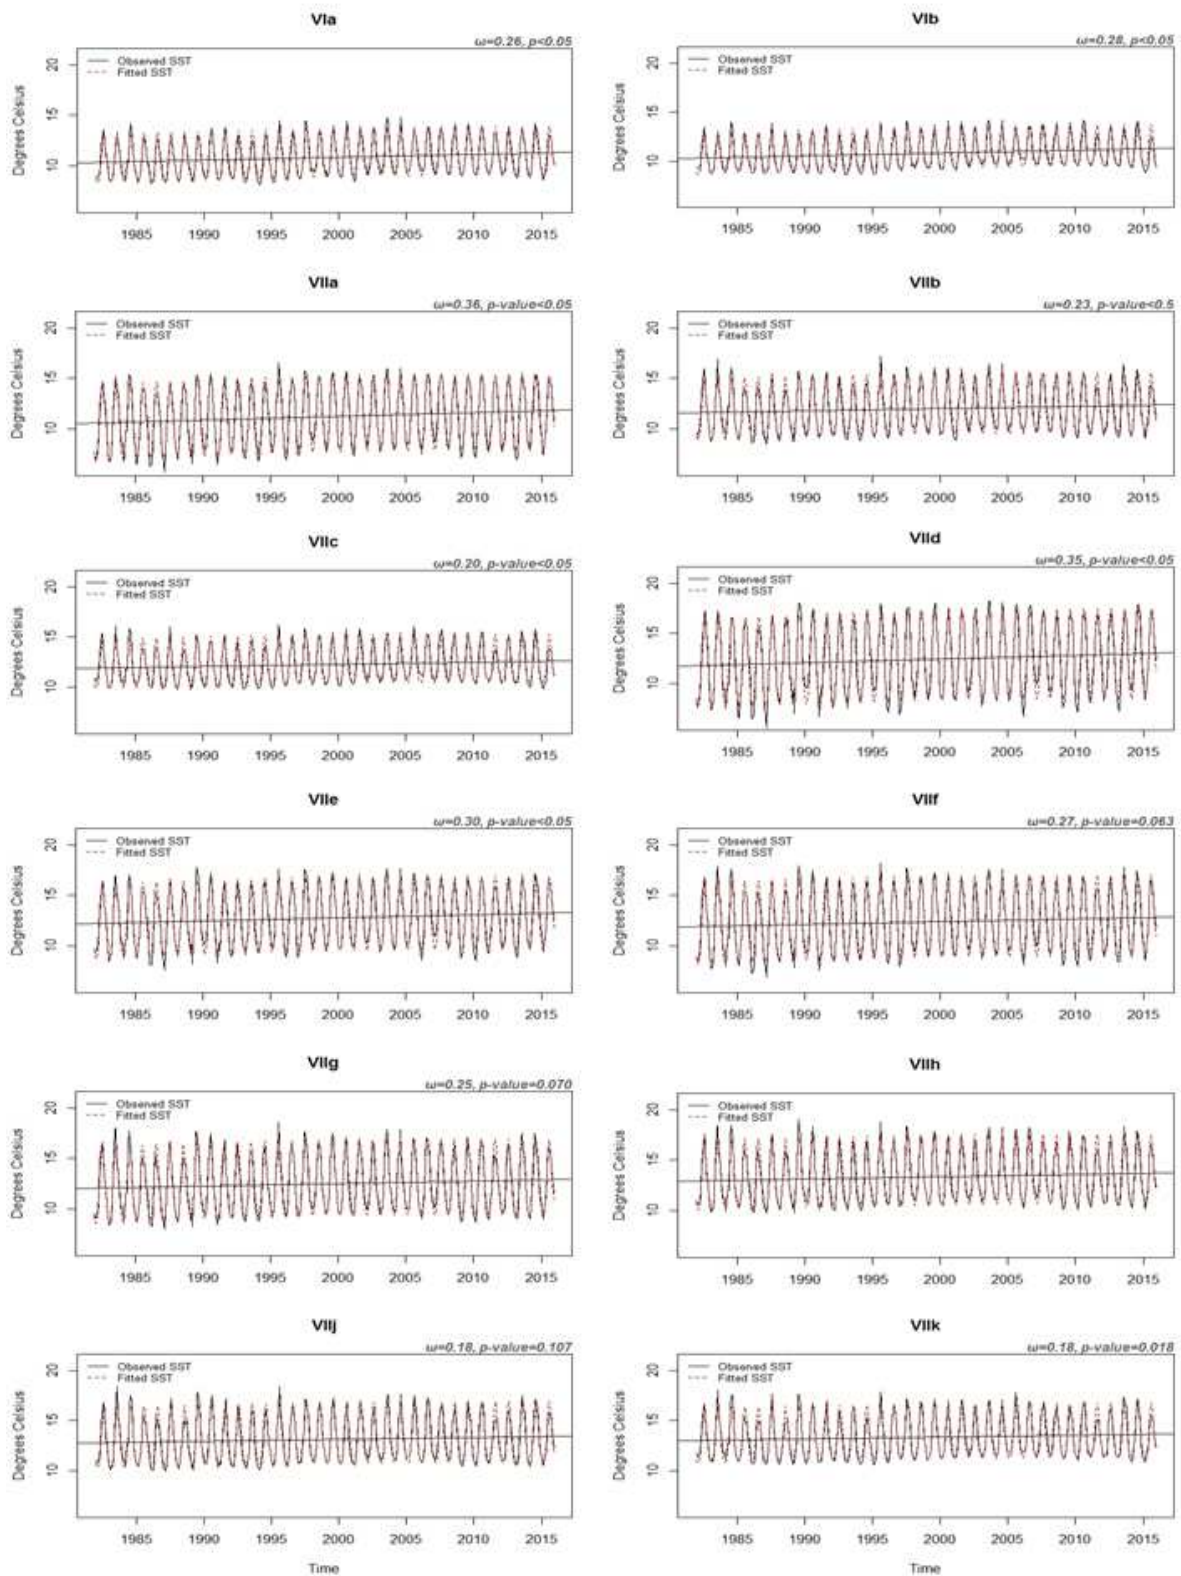 VIa
ω=0.26, p<0.05
Observed SST
Fitted SST
Degrees Celsius
20
15
10
1985 1990 1995 2000 2005 2010 2015
VIb
ω=0.28, p<0.05
Observed SST
Fitted SST
Degrees Celsius
20
15
10
1985 1990 1995 2000 2005 2010 2015
VIIa
ω=0.36, p-value<0.05
Observed SST
Fitted SST
Degrees Celsius
20
15
10
1985 1990 1995 2000 2005 2010 2015
VIIb
ω=0.23, p-value<0.5
Observed SST
Fitted SST
Degrees Celsius
20
15
10
1985 1990 1995 2000 2005 2010 2015
VIIc
ω=0.20, p-value<0.05
Observed SST
Fitted SST
Degrees Celsius
20
15
10
1985 1990 1995 2000 2005 2010 2015
VIId
ω=0.35, p-value<0.05
Observed SST
Fitted SST
Degrees Celsius
20
15
10
1985 1990 1995 2000 2005 2010 2015
VIIe
ω=0.30, p-value<0.05
Observed SST
Fitted SST
Degrees Celsius
20
15
10
1985 1990 1995 2000 2005 2010 2015
VIIf
ω=0.27, p-value=0.063
Observed SST
Fitted SST
Degrees Celsius
20
15
10
1985 1990 1995 2000 2005 2010 2015
VIIg
ω=0.25, p-value=0.070
Observed SST
Fitted SST
Degrees Celsius
20
15
10
1985 1990 1995 2000 2005 2010 2015
VIIh
Observed SST
Fitted SST
Degrees Celsius
20
15
10
1985 1990 1995 2000 2005 2010 2015
VIIj
ω=0.18, p-value=0.107
Observed SST
Fitted SST
Degrees Celsius
20
15
10
1985 1990 1995 2000 2005 2010 2015
Time
VIIk
ω=0.18, p-value=0.018
Observed SST
Fitted SST
Degrees Celsius
20
15
10
1985 1990 1995 2000 2005 2010 2015
Time